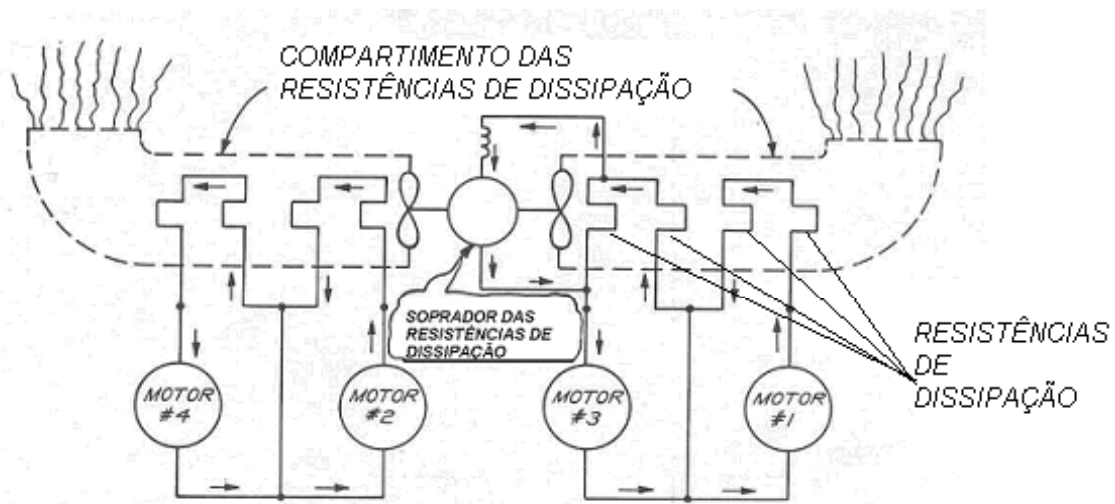 COMPARTIMENTO DAS
RESISTÊNCIAS DE DISSIPAÇÃO
SOPRADOR DAS
RESISTÊNCIAS DE
DISSIPAÇÃO
RESISTÊNCIAS
DE
DISSIPAÇÃO
MOTOR
#4
MOTOR
#2
MOTOR
#3
MOTOR
#1